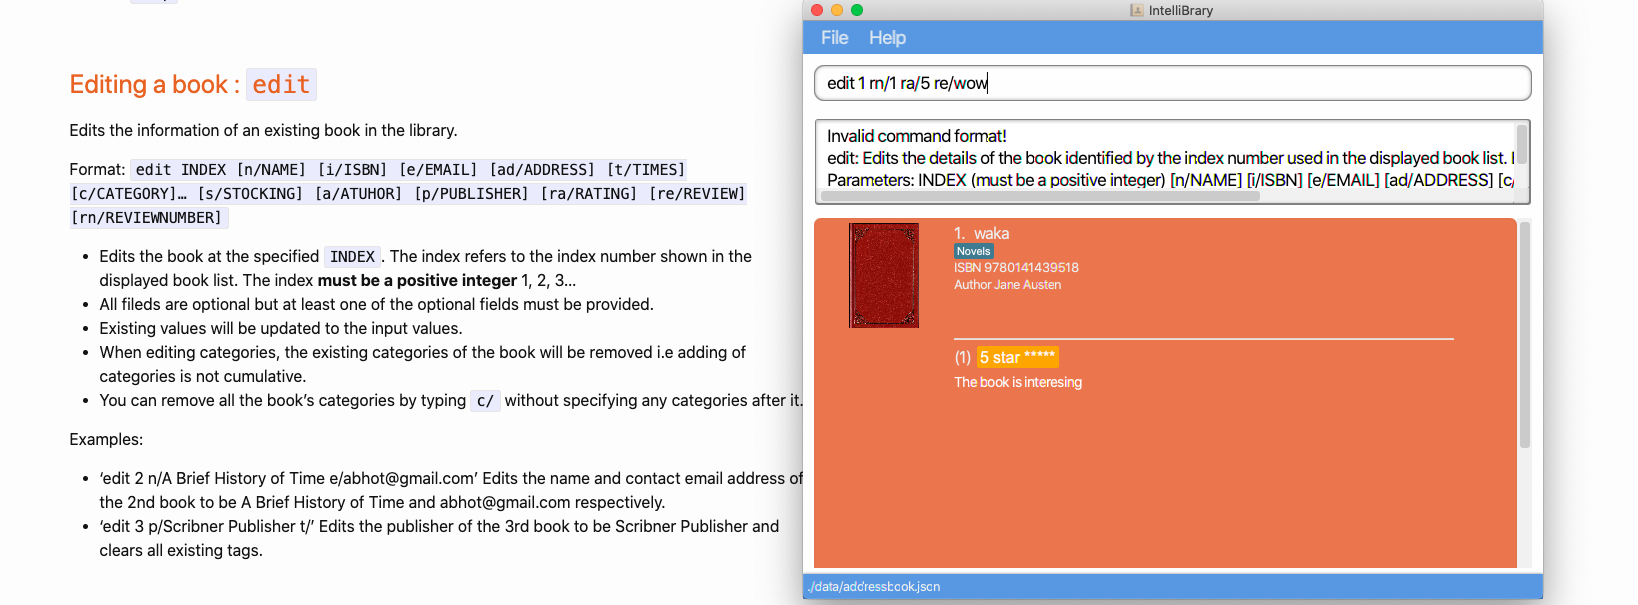 Editing a book : edit
Edits the information of an existing book in the library.
Format: edit INDEX [n/NAME] [i/ISBN] [e/EMAIL] [ad/ADDRESS] [t/TIMES]
[c/CATEGORY]… [s/STOCKING] [a/ATUHOR] [p/PUBLISHER] [ra/RATING] [re/REVIEW]
[rn/REVIEWNUMBER]
• Edits the book at the specified INDEX. The index refers to the index number shown in the
displayed book list. The index must be a positive integer 1, 2, 3…
• All fileds are optional but at least one of the optional fields must be provided.
• Existing values will be updated to the input values.
• When editing categories, the existing categories of the book will be removed i.e adding of
categories is not cumulative.
• You can remove all the book’s categories by typing c/ without specifying any categories after it.
Examples:
• ‘edit 2 n/A Brief History of Time e/abhot@gmail.com’ Edits the name and contact email address of
the 2nd book to be A Brief History of Time and abhot@gmail.com respectively.
• ‘edit 3 p/Scribner Publisher t/’ Edits the publisher of the 3rd book to be Scribner Publisher and
clears all existing tags.
IntelliBrary
File Help
edit 1 rn/1 ra/5 re/wow
Invalid command format!
edit: Edits the details of the book identified by the index number used in the displayed book list.
Parameters: INDEX (must be a positive integer) [n/NAME] [i/ISBN] [e/EMAIL] [ad/ADDRESS] [c/
1. waka
Novels
ISBN 9780141439518
Author Jane Austen
(1) 5 star *****
The book is interesing
./data/addressbook.json